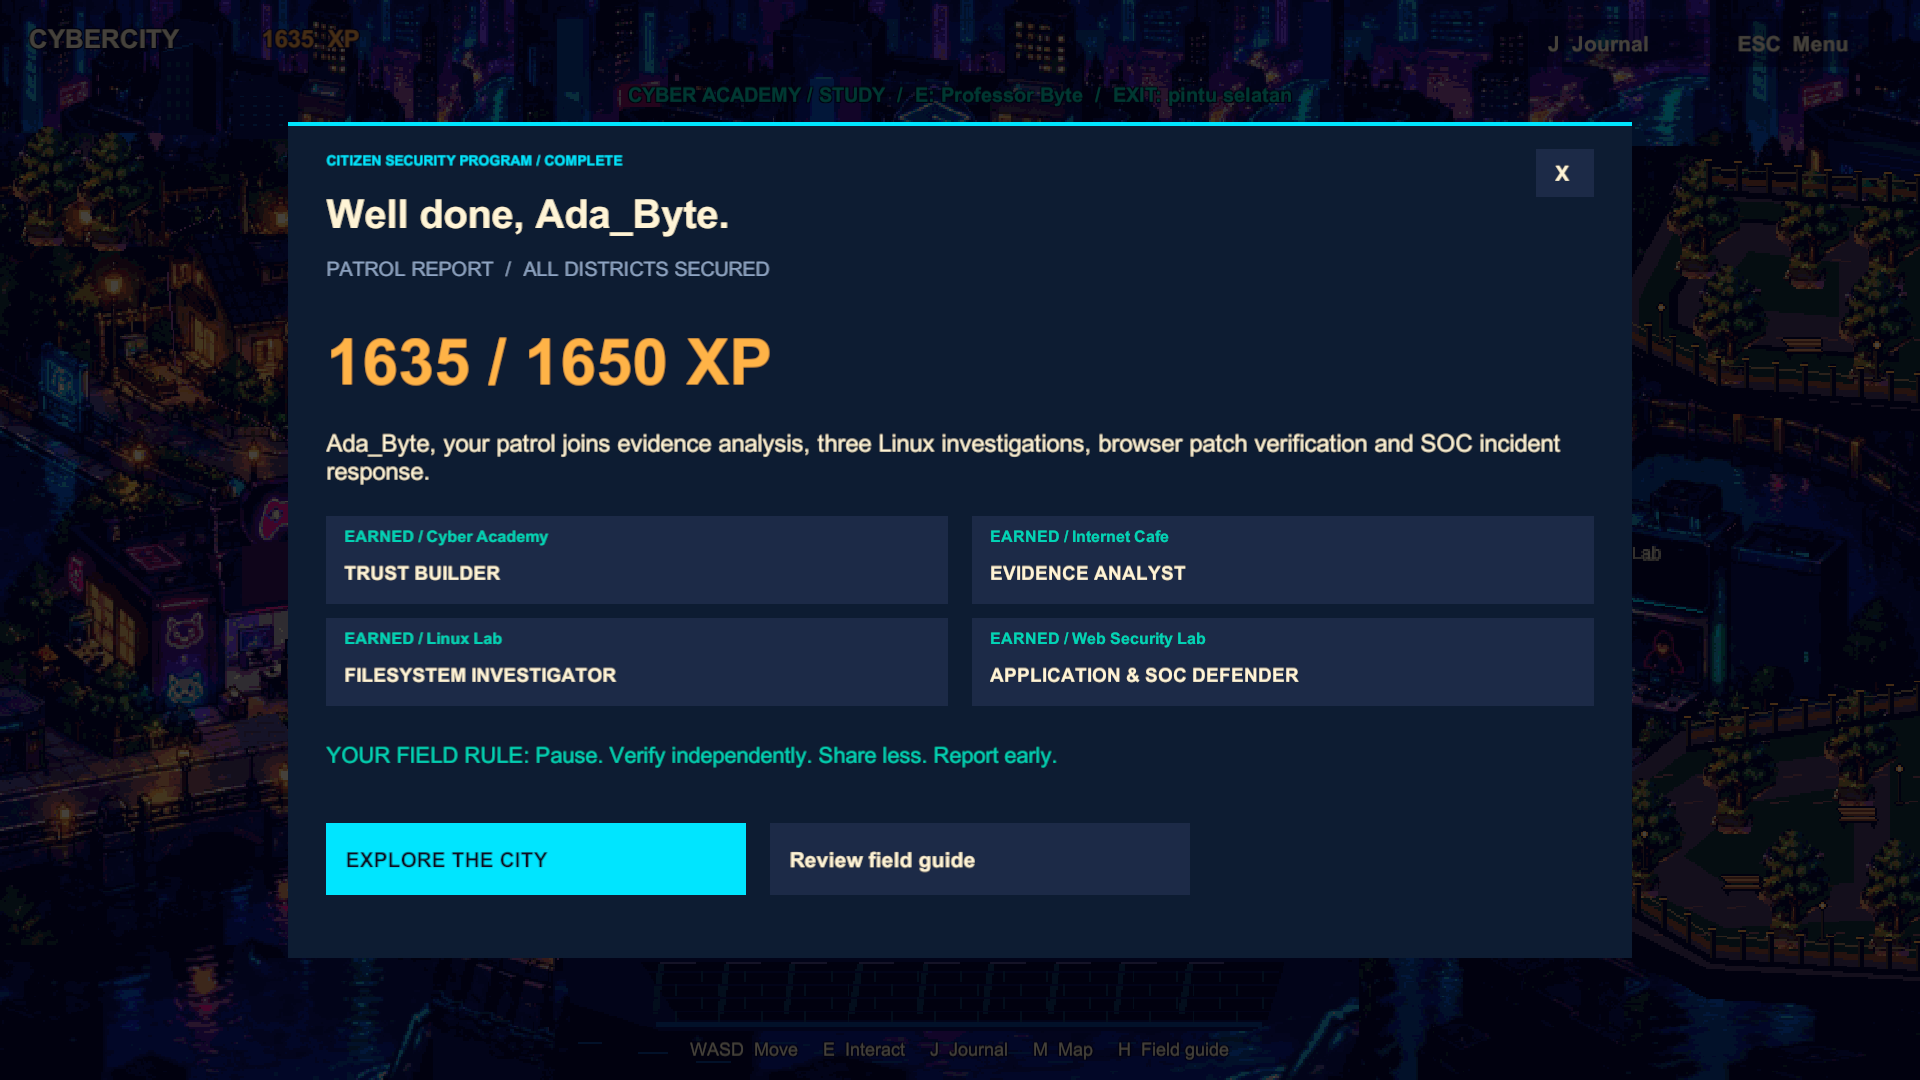 CYBERCITY
1635 XP
J Journal
ESC Menu
CYBER ACADEMY / STUDY / E: Professor Byte / EXIT: pintu selatan
CITIZEN SECURITY PROGRAM / COMPLETE
X
Well done, Ada_Byte.
PATROL REPORT / ALL DISTRICTS SECURED
1635 / 1650 XP
Ada_Byte, your patrol joins evidence analysis, three Linux investigations, browser patch verification and SOC incident
response.
EARNED / Cyber Academy
TRUST BUILDER
EARNED / Internet Cafe
EVIDENCE ANALYST
Lab
EARNED / Linux Lab
FILESYSTEM INVESTIGATOR
EARNED / Web Security Lab
APPLICATION & SOC DEFENDER
YOUR FIELD RULE: Pause. Verify independently. Share less. Report early.
EXPLORE THE CITY
Review field guide
WASD Move E Interact J Journal M Map H Field guide